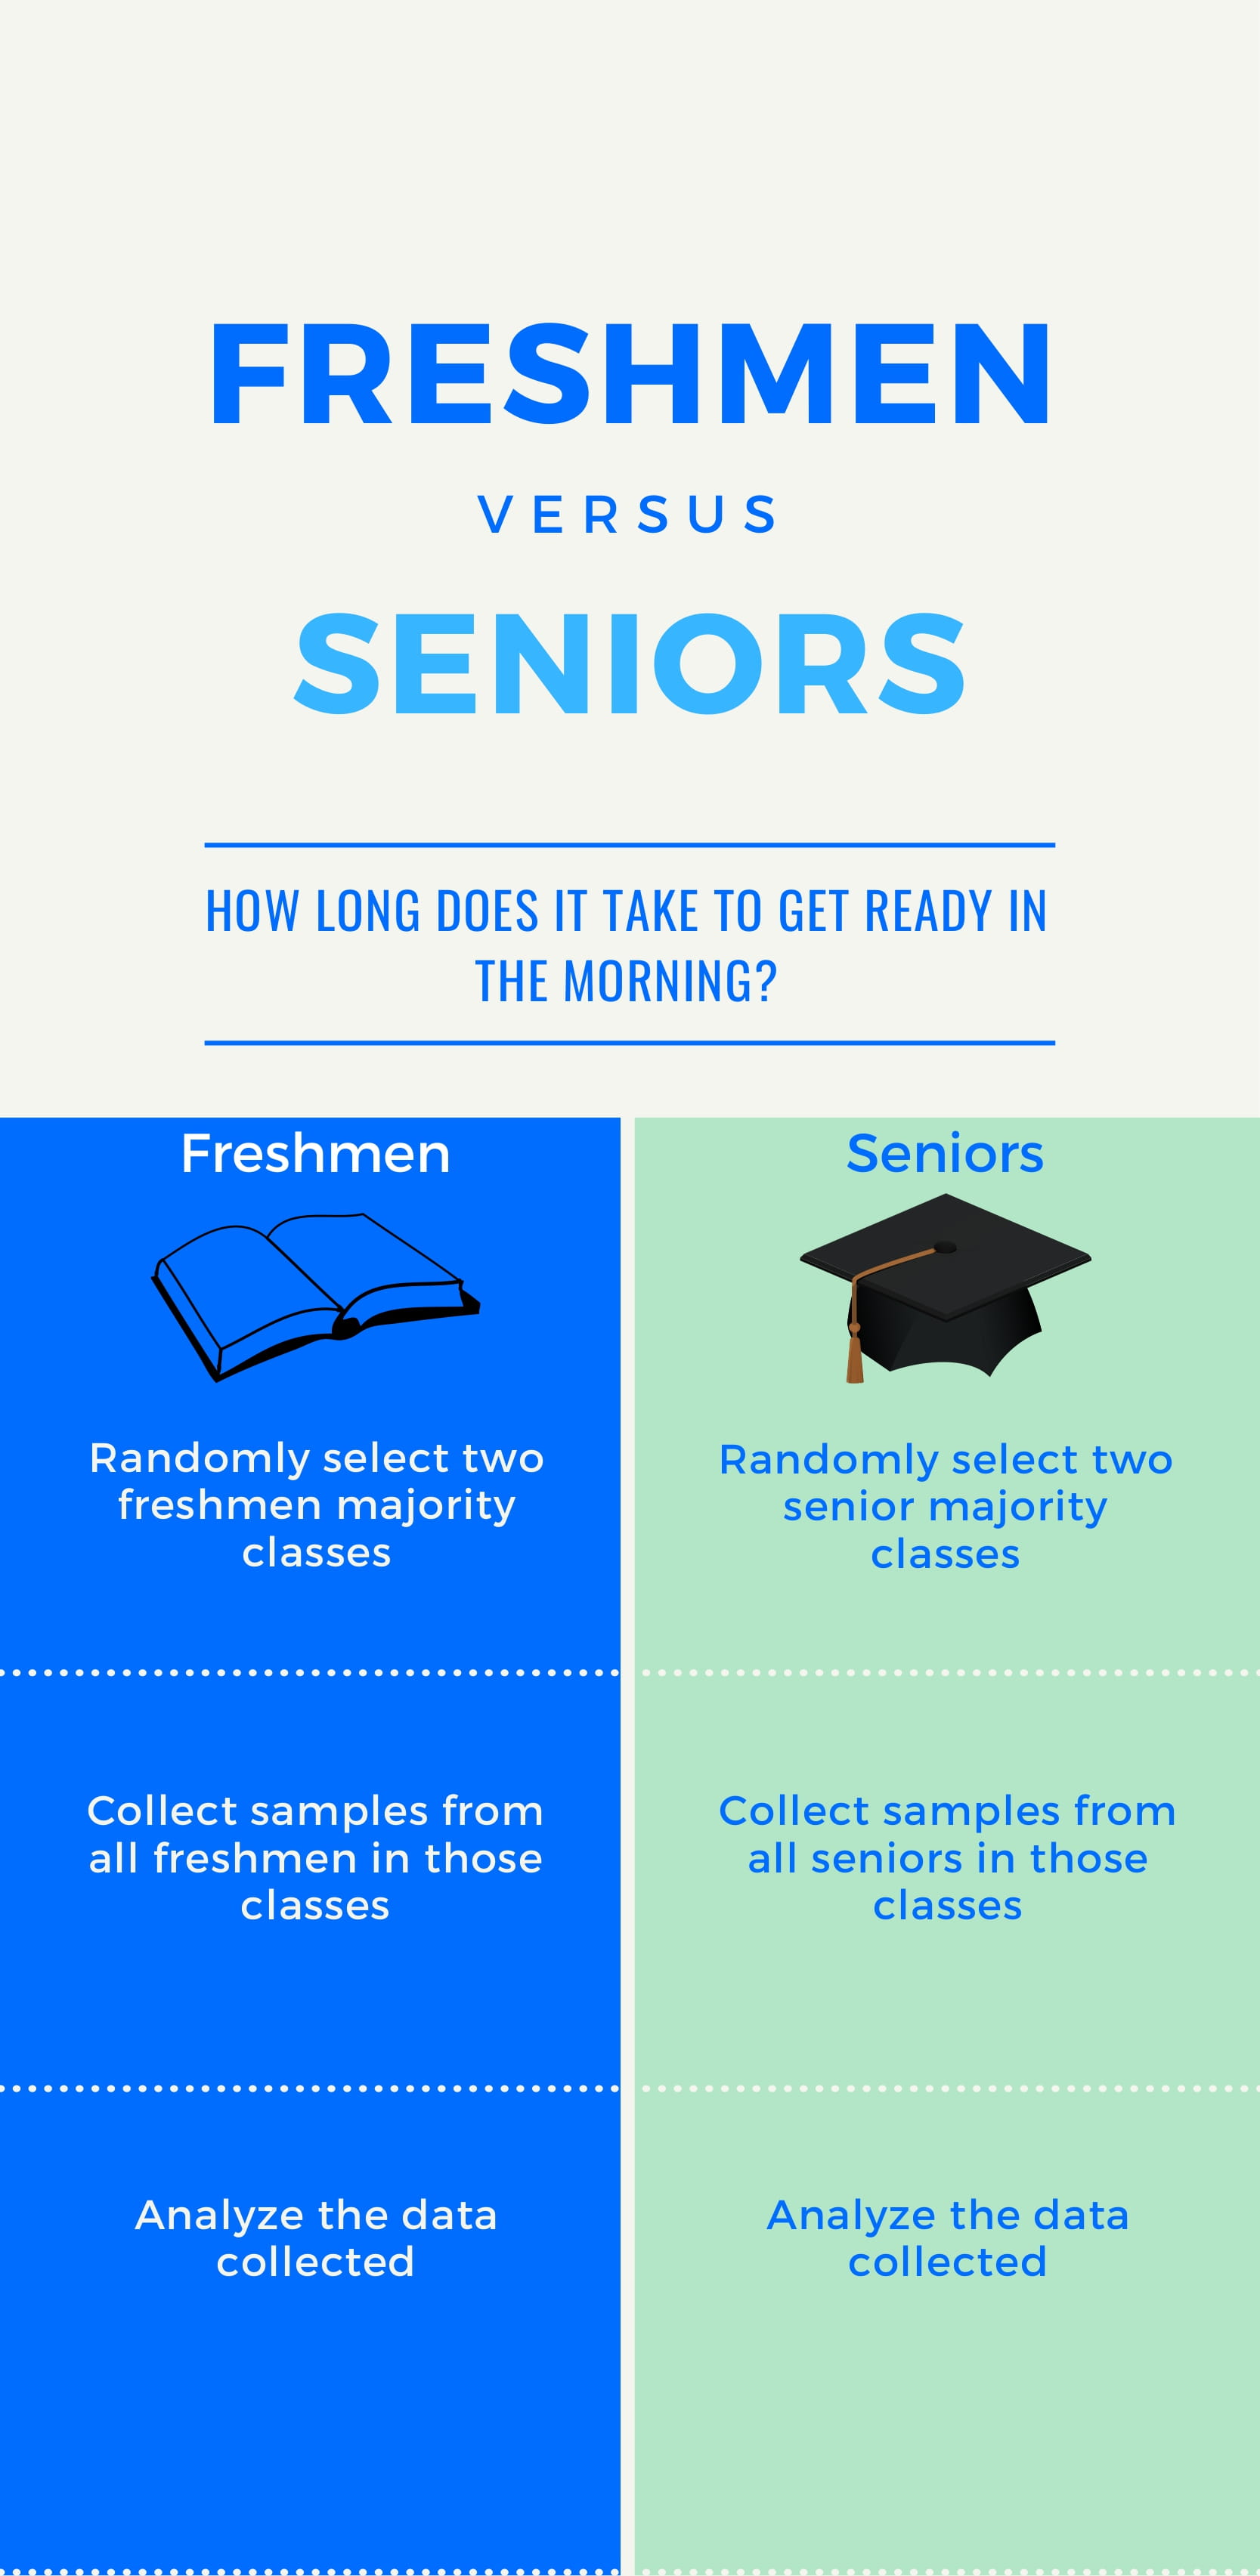 FRESHMEN
VERSUS
SENIORS
HOW LONG DOES IT TAKE TO GET READY IN
THE MORNING?
Freshmen
Randomly select two
freshmen majority
classes
Collect samples from
all freshmen in those
classes
Analyze the data
collected
Seniors
Randomly select two
senior majority
classes
Collect samples from
all seniors in those
classes
Analyze the data
collected